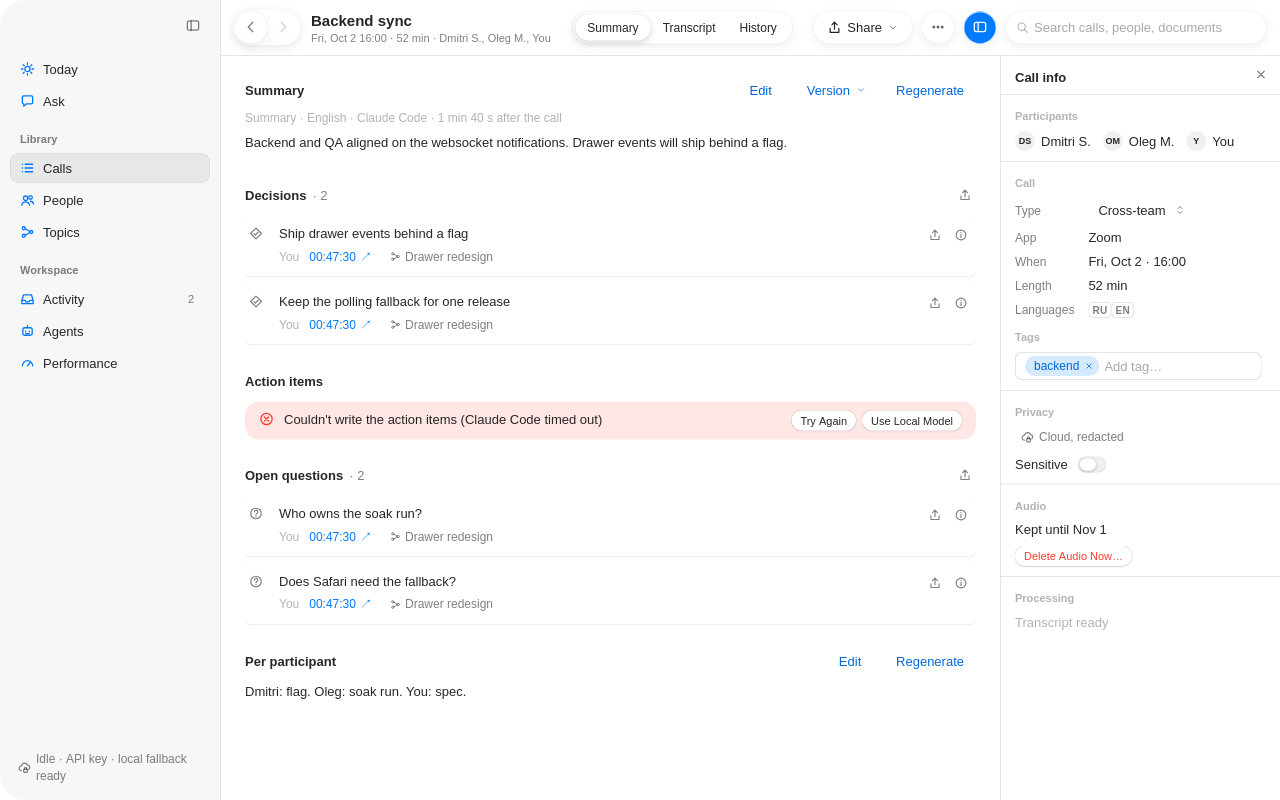 Today
Ask
Library
Calls
People
Topics
Workspace
Activity 2
Agents
Performance
Idle · API key · local fallback
ready
Backend sync
Fri, Oct 2 16:00 · 52 min · Dmitri S., Oleg M., You
Summary Transcript History
Share
Search calls, people, documents
Summary Edit Version Regenerate
Summary · English · Claude Code · 1 min 40 s after the call
Backend and QA aligned on the websocket notifications. Drawer events will ship behind a flag.
Decisions · 2
Ship drawer events behind a flag
You 00:47:30 Drawer redesign
Keep the polling fallback for one release
You 00:47:30 Drawer redesign
Action items
Couldn't write the action items (Claude Code timed out) Try Again Use Local Model
Open questions · 2
Who owns the soak run?
You 00:47:30 Drawer redesign
Does Safari need the fallback?
You 00:47:30 Drawer redesign
Per participant Edit Regenerate
Dmitri: flag. Oleg: soak run. You: spec.
Call info
Participants
DS Dmitri S. OM Oleg M. Y You
Call
Type Cross-team
App Zoom
When Fri, Oct 2 · 16:00
Length 52 min
Languages RU EN
Tags
backend Add tag…
Privacy
Cloud, redacted
Sensitive
Audio
Kept until Nov 1
Delete Audio Now…
Processing
Transcript ready